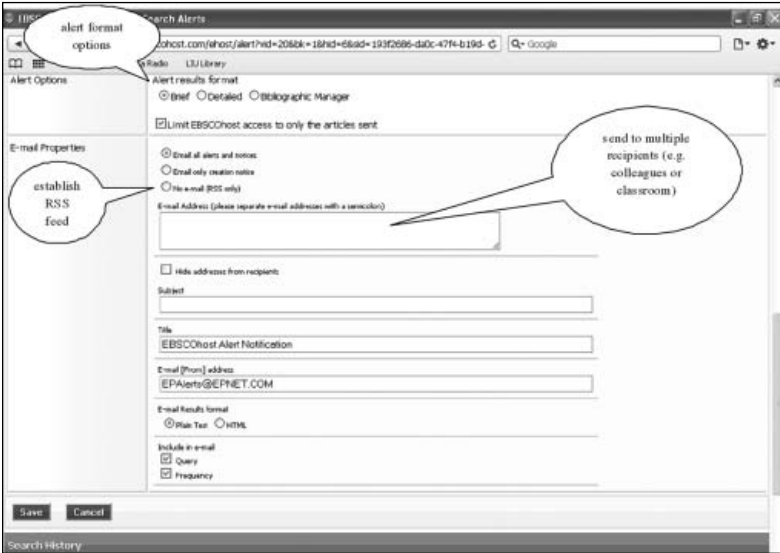 EBSC
Search Alerts
alert format
options
cohost.com/ehost/alert?vid=20&bk=1&hid=6&sid=193f2686-da0c-47f4-b19d-
Q- Google
Radio LIU Library
Alert Options
Alert results format
Brief Detailed Bibliographic Manager
Limit EBSCOhost access to only the articles sent
E-mail Properties
Email all alerts and notices
Email only creation notice
No e-mail (RSS only)
establish
RSS
feed
send to multiple
recipients (e.g.
colleagues or
classroom)
E-mail Address (please separate e-mail addresses with a semicolon)
Hide addresses from recipients
Subject
Title
EBSCOhost Alert Notification
E-mail [From] address
EPAlerts@EPNET.COM
E-mail Results format
Plain Text HTML
Include in e-mail
Query
Frequency
Save Cancel
Search History